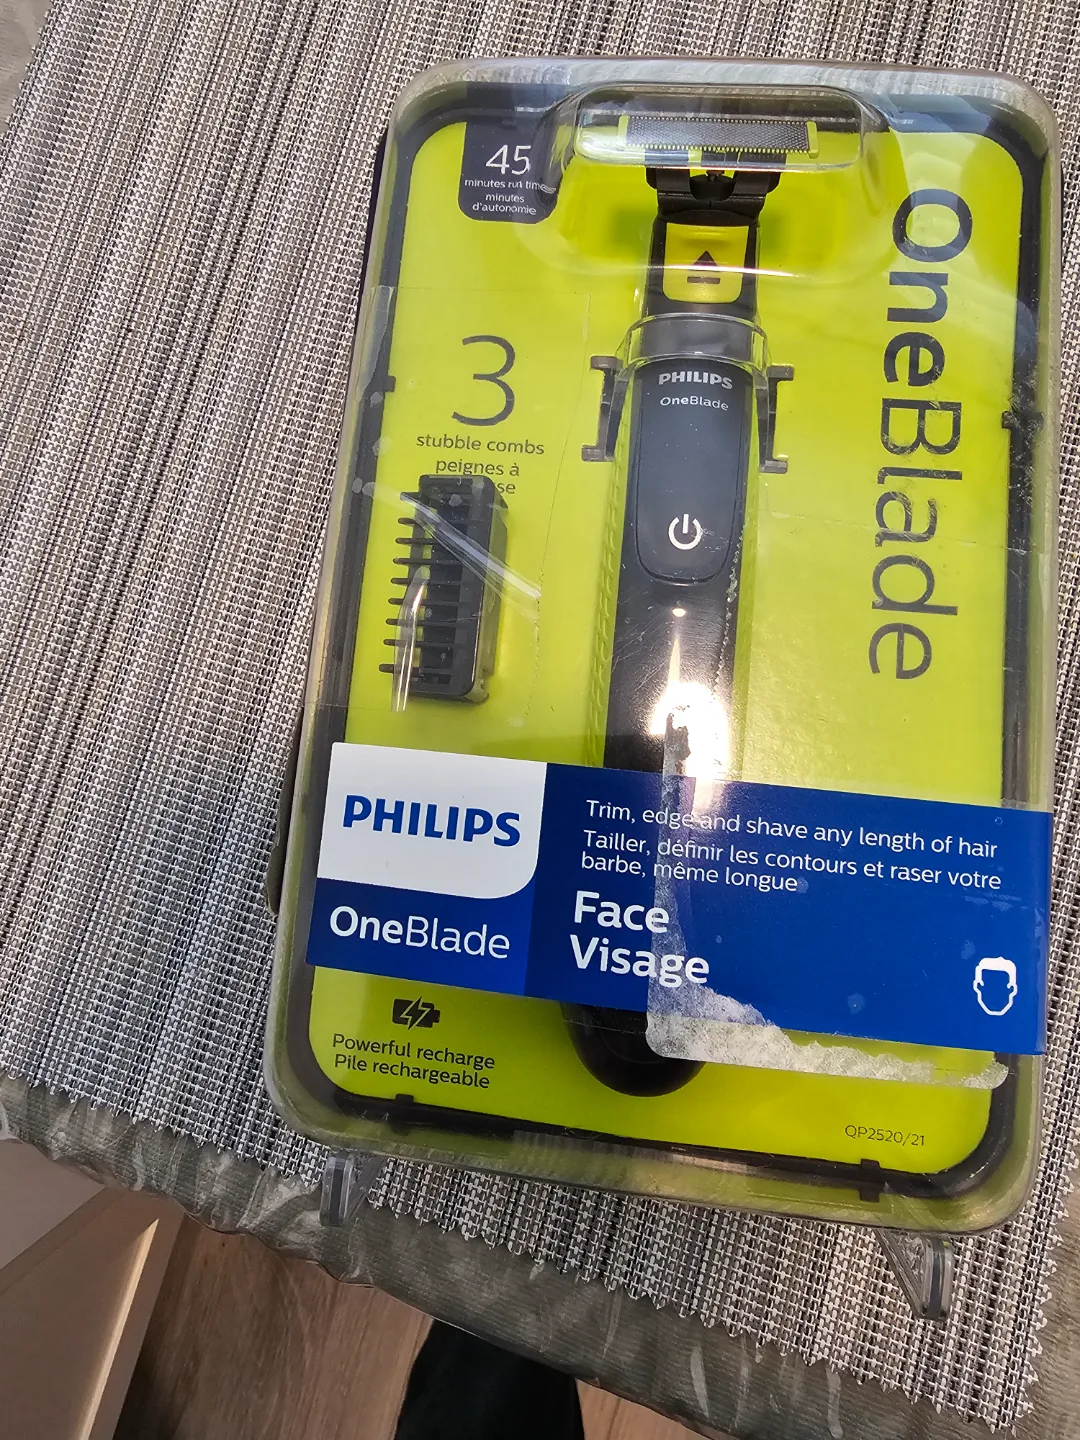 45
minutes run time
minutes
d'autonomie
OneBlade
3
stubble combs
peignes à
PHILIPS
OneBlade
PHILIPS
OneBlade
Trim, edge and shave any length of hair
Tailler, définir les contours et raser votre
barbe, même longue
Face
Visage
Powerful recharge
Pile rechargeable
QP2520/21